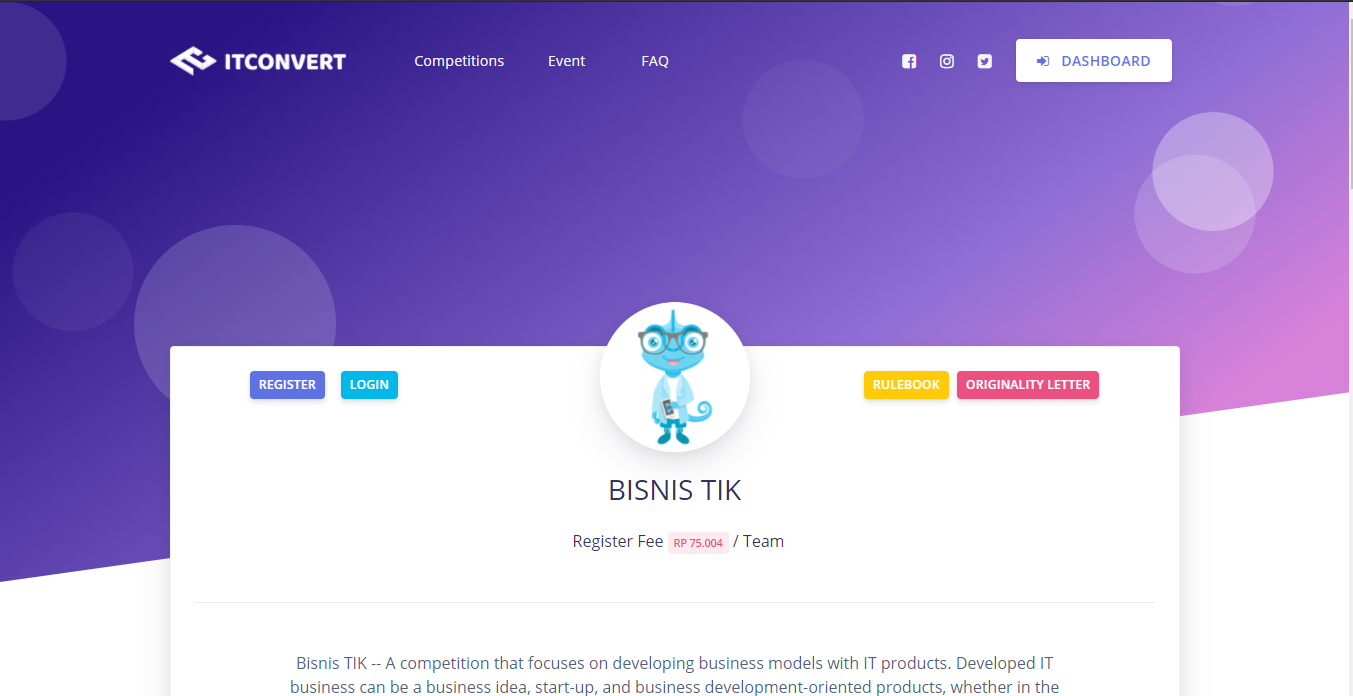 ITCONVERT Competitions Event FAQ DASHBOARD
REGISTER LOGIN RULEBOOK ORIGINALITY LETTER
BISNIS TIK
Register Fee RP 75.004 / Team
Bisnis TIK -- A competition that focuses on developing business models with IT products. Developed IT
business can be a business idea, start-up, and business development-oriented products, whether in the